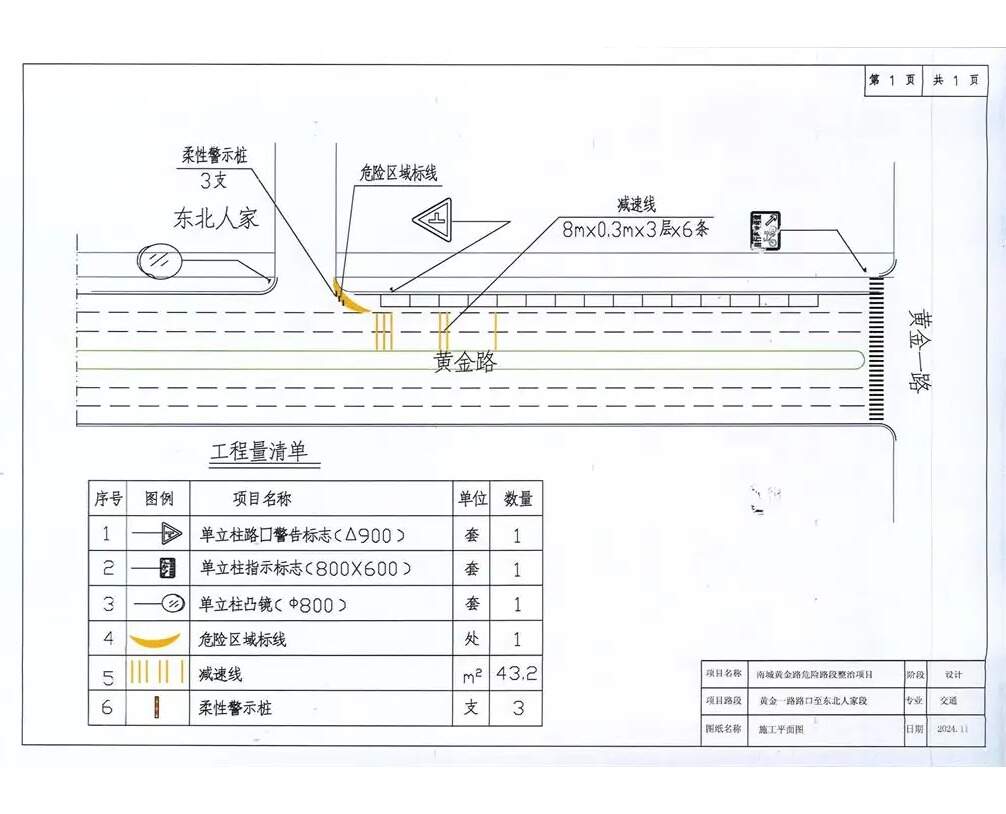 第 1 页 共 1 页
柔性警示桩
3支
危险区域标线
减速线
8m×0.3m×3层×6条
东北人家
黄金路
黄金一路
工程量清单
序号 图例 项目名称 单位 数量
1 单立柱路口警告标志(△900) 套 1
2 单立柱指示标志(800X600) 套 1
3 单立柱凸镜(Φ800) 套 1
4 危险区域标线 处 1
5 减速线 m² 43.2
6 柔性警示桩 支 3
项目名称 南城黄金路危险路段整治项目 阶段 设计
项目路段 黄金一路路口至东北人家段 专业 交通
图纸名称 施工平面图 日期 2024.11